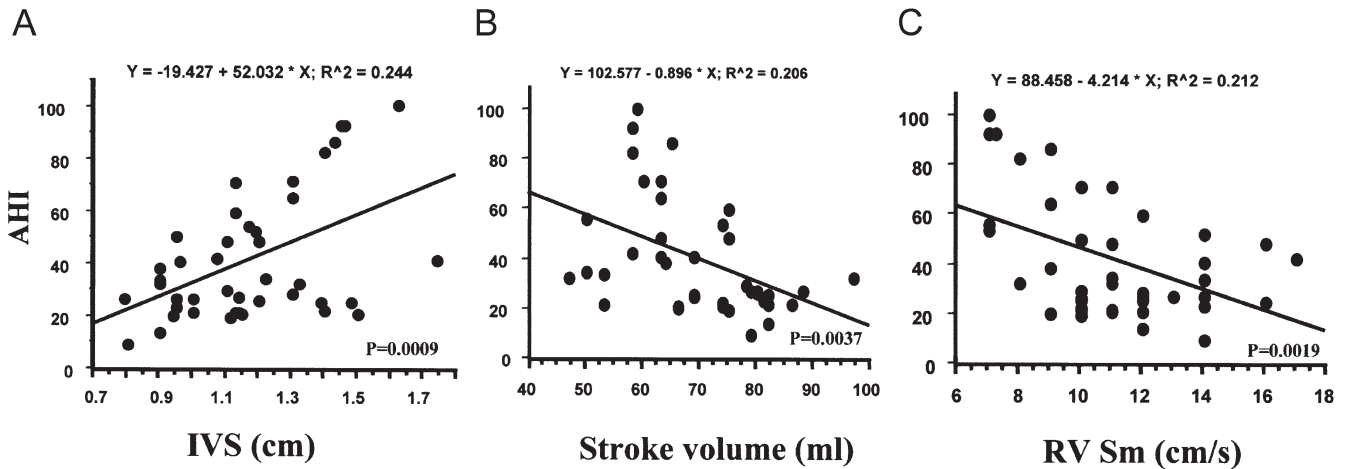 A
B
C
Y = -19.427 + 52.032 * X; R^2 = 0.244
Y = 102.577 - 0.896 * X; R^2 = 0.206
Y = 88.458 - 4.214 * X; R^2 = 0.212
AHI
100
80
60
40
20
0
P=0.0009
0.7 0.9 1.1 1.3 1.5 1.7
IVS (cm)
100
80
60
40
20
0
P=0.0037
40 50 60 70 80 90 100
Stroke volume (ml)
100
80
60
40
20
0
P=0.0019
6 8 10 12 14 16 18
RV Sm (cm/s)